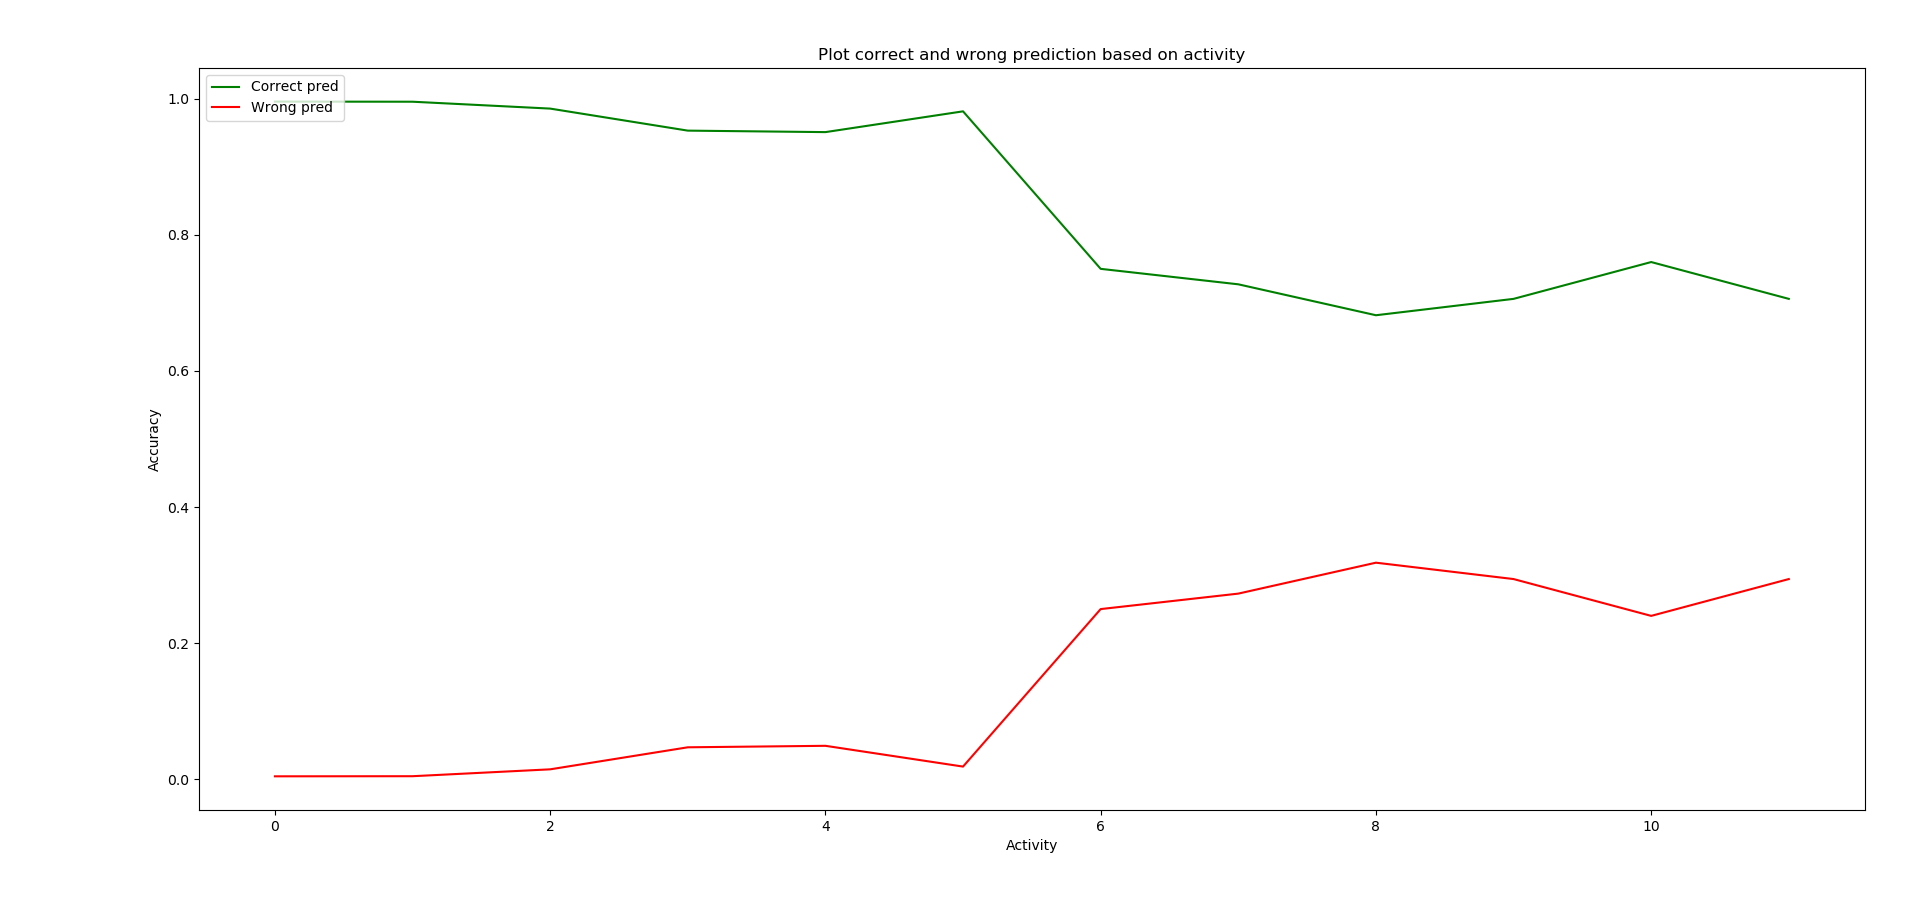 Plot correct and wrong prediction based on activity
Correct pred
Wrong pred
1.0
0.8
0.6
0.4
0.2
0.0
Accuracy
0 2 4 6 8 10
Activity